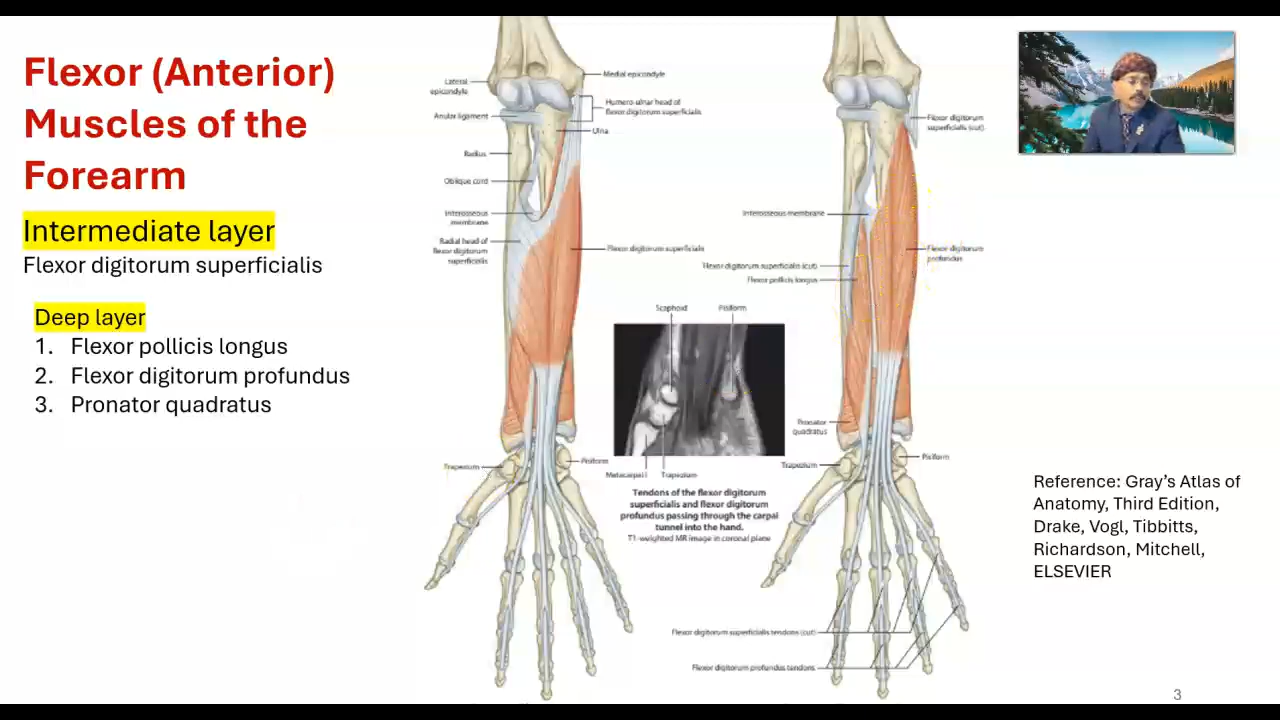 Flexor (Anterior)
Muscles of the
Forearm
Intermediate layer
Flexor digitorum superficialis
Deep layer
1. Flexor pollicis longus
2. Flexor digitorum profundus
3. Pronator quadratus
Lateral
epicondyle
Anular ligament
Radius
Oblique cord
Interosseous
membrane
Radial head of
flexor digitorum
superficialis
Medial epicondyle
Humero-ulnar head of
flexor digitorum superficialis
Ulna
Flexor digitorum superficialis
Trapezium
Pisiform
Scaphoid
Pisiform
Metacarpal I
Trapezium
Tendons of the flexor digitorum
superficialis and flexor digitorum
profundus passing through the carpal
tunnel into the hand.
T1-weighted MR image in coronal plane
Flexor digitorum
superficialis (cut)
Interosseous membrane
Flexor digitorum
profundus
Flexor digitorum superficialis (cut)
Flexor pollicis longus
Pronator
quadratus
Trapezium
Pisiform
Flexor digitorum superficialis tendons (cut)
Flexor digitorum profundus tendons
Reference: Gray's Atlas of
Anatomy, Third Edition,
Drake, Vogl, Tibbitts,
Richardson, Mitchell,
ELSEVIER
3